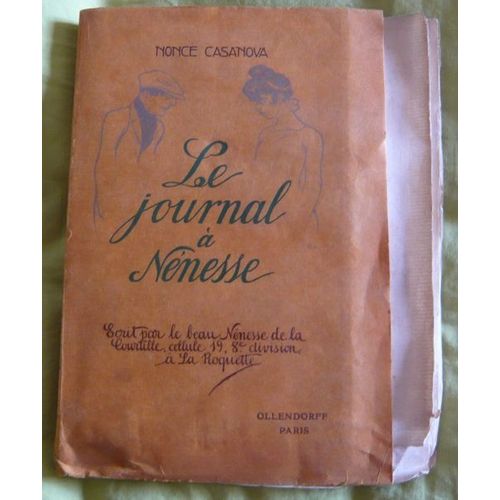 NONCE CASANOVA
Le
journal
à
Nénesse
Ecrit par le beau Nénesse de la
Courtille, cellule 19, 8e division,
à La Roquette
OLLENDORFF
PARIS